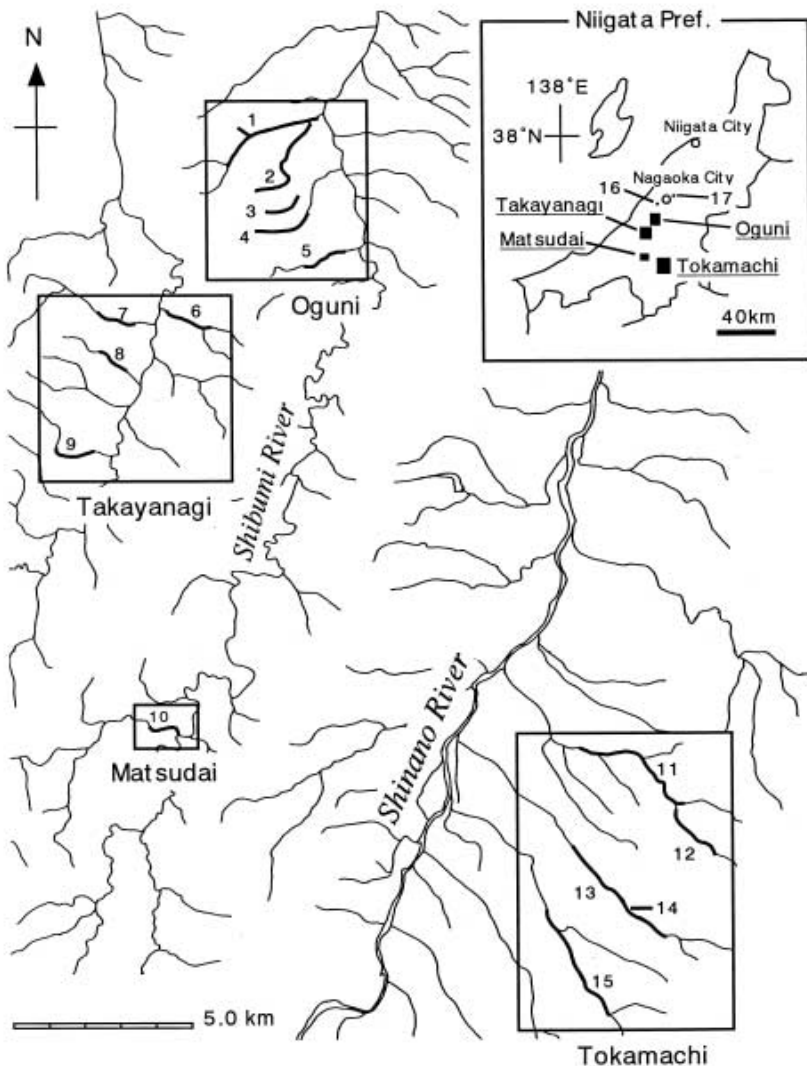 N
Niigata Pref.
138°E
38°N
Niigata City
Nagaoka City
16
17
Takayanagi
Oguni
Matsudai
Tokamachi
40km
1
2
3
4
5
Oguni
7
6
8
9
Takayanagi
Shibumi River
10
Matsudai
Shinano River
11
12
13
14
15
Tokamachi
5.0 km